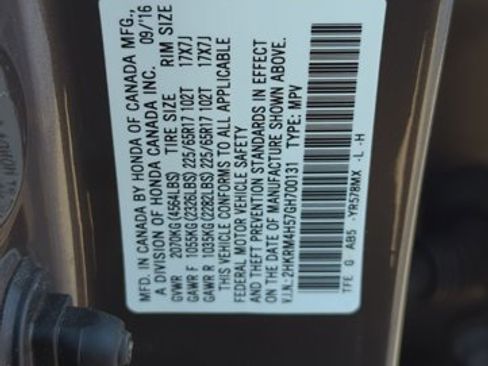 MFD. IN CANADA BY HONDA OF CANADA MFG.,
A DIVISION OF HONDA CANADA INC. 09/16
GVWR 2070KG (4564LBS) TIRE SIZE RIM SIZE
GAWR F 1055KG (2326LBS) 225/65R17 102T 17X7J
GAWR R 1035KG (2282LBS) 225/65R17 102T 17X7J
THIS VEHICLE CONFORMS TO ALL APPLICABLE
FEDERAL MOTOR VEHICLE SAFETY
AND THEFT PREVENTION STANDARDS IN EFFECT
ON THE DATE OF MANUFACTURE SHOWN ABOVE.
V.I.N.: 2HKRM4H57GH700131 TYPE: MPV
TFE G AB5 -YR578MX -L -H